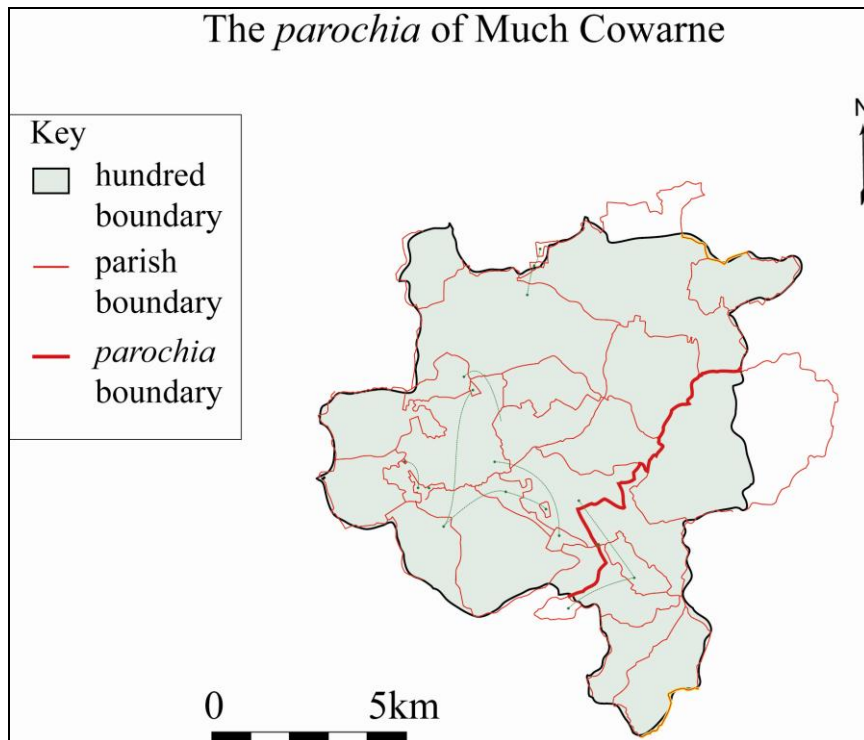 The parochia of Much Cowarne
N
Key
hundred
boundary
parish
boundary
parochia
boundary
0 5km